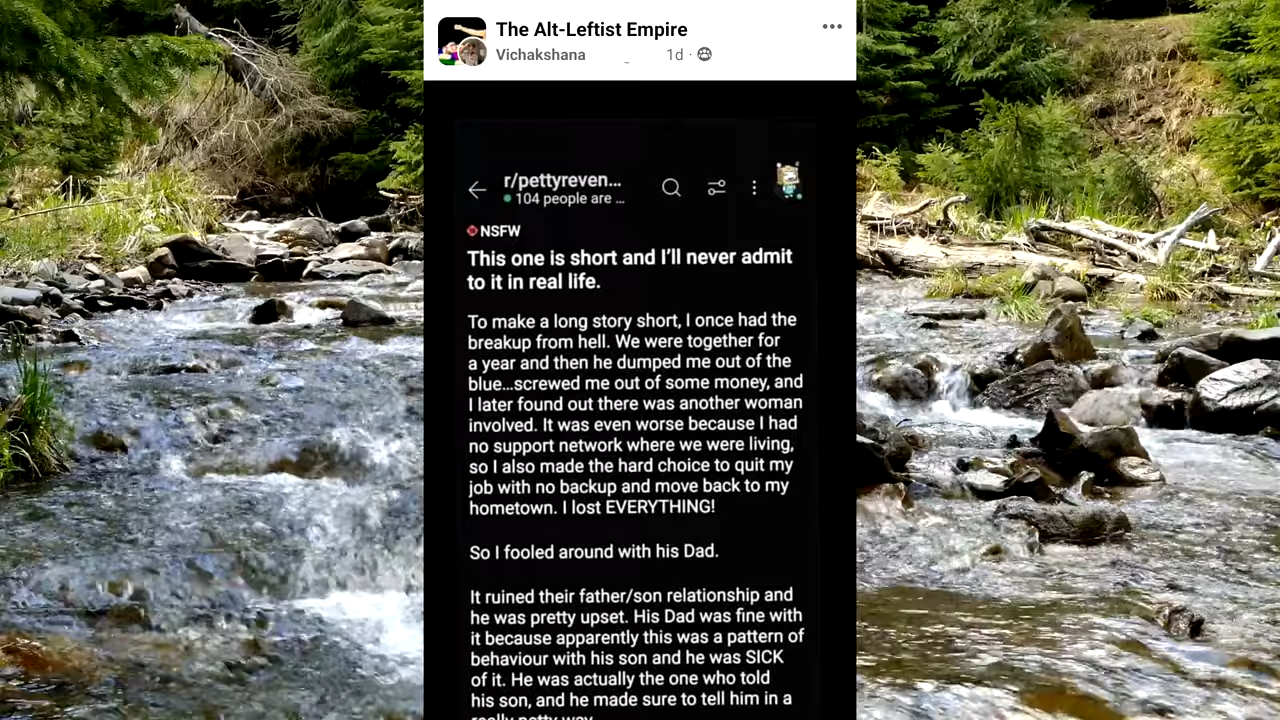 The Alt-Leftist Empire
Vichakshana
1d
r/pettyreven...
104 people are ...
NSFW
This one is short and I'll never admit
to it in real life.
To make a long story short, I once had the
breakup from hell. We were together for
a year and then he dumped me out of the
blue...screwed me out of some money, and
I later found out there was another woman
involved. It was even worse because I had
no support network where we were living,
so I also made the hard choice to quit my
job with no backup and move back to my
hometown. I lost EVERYTHING!
So I fooled around with his Dad.
It ruined their father/son relationship and
he was pretty upset. His Dad was fine with
it because apparently this was a pattern of
behaviour with his son and he was SICK
of it. He was actually the one who told
his son, and he made sure to tell him in a
really petty way.